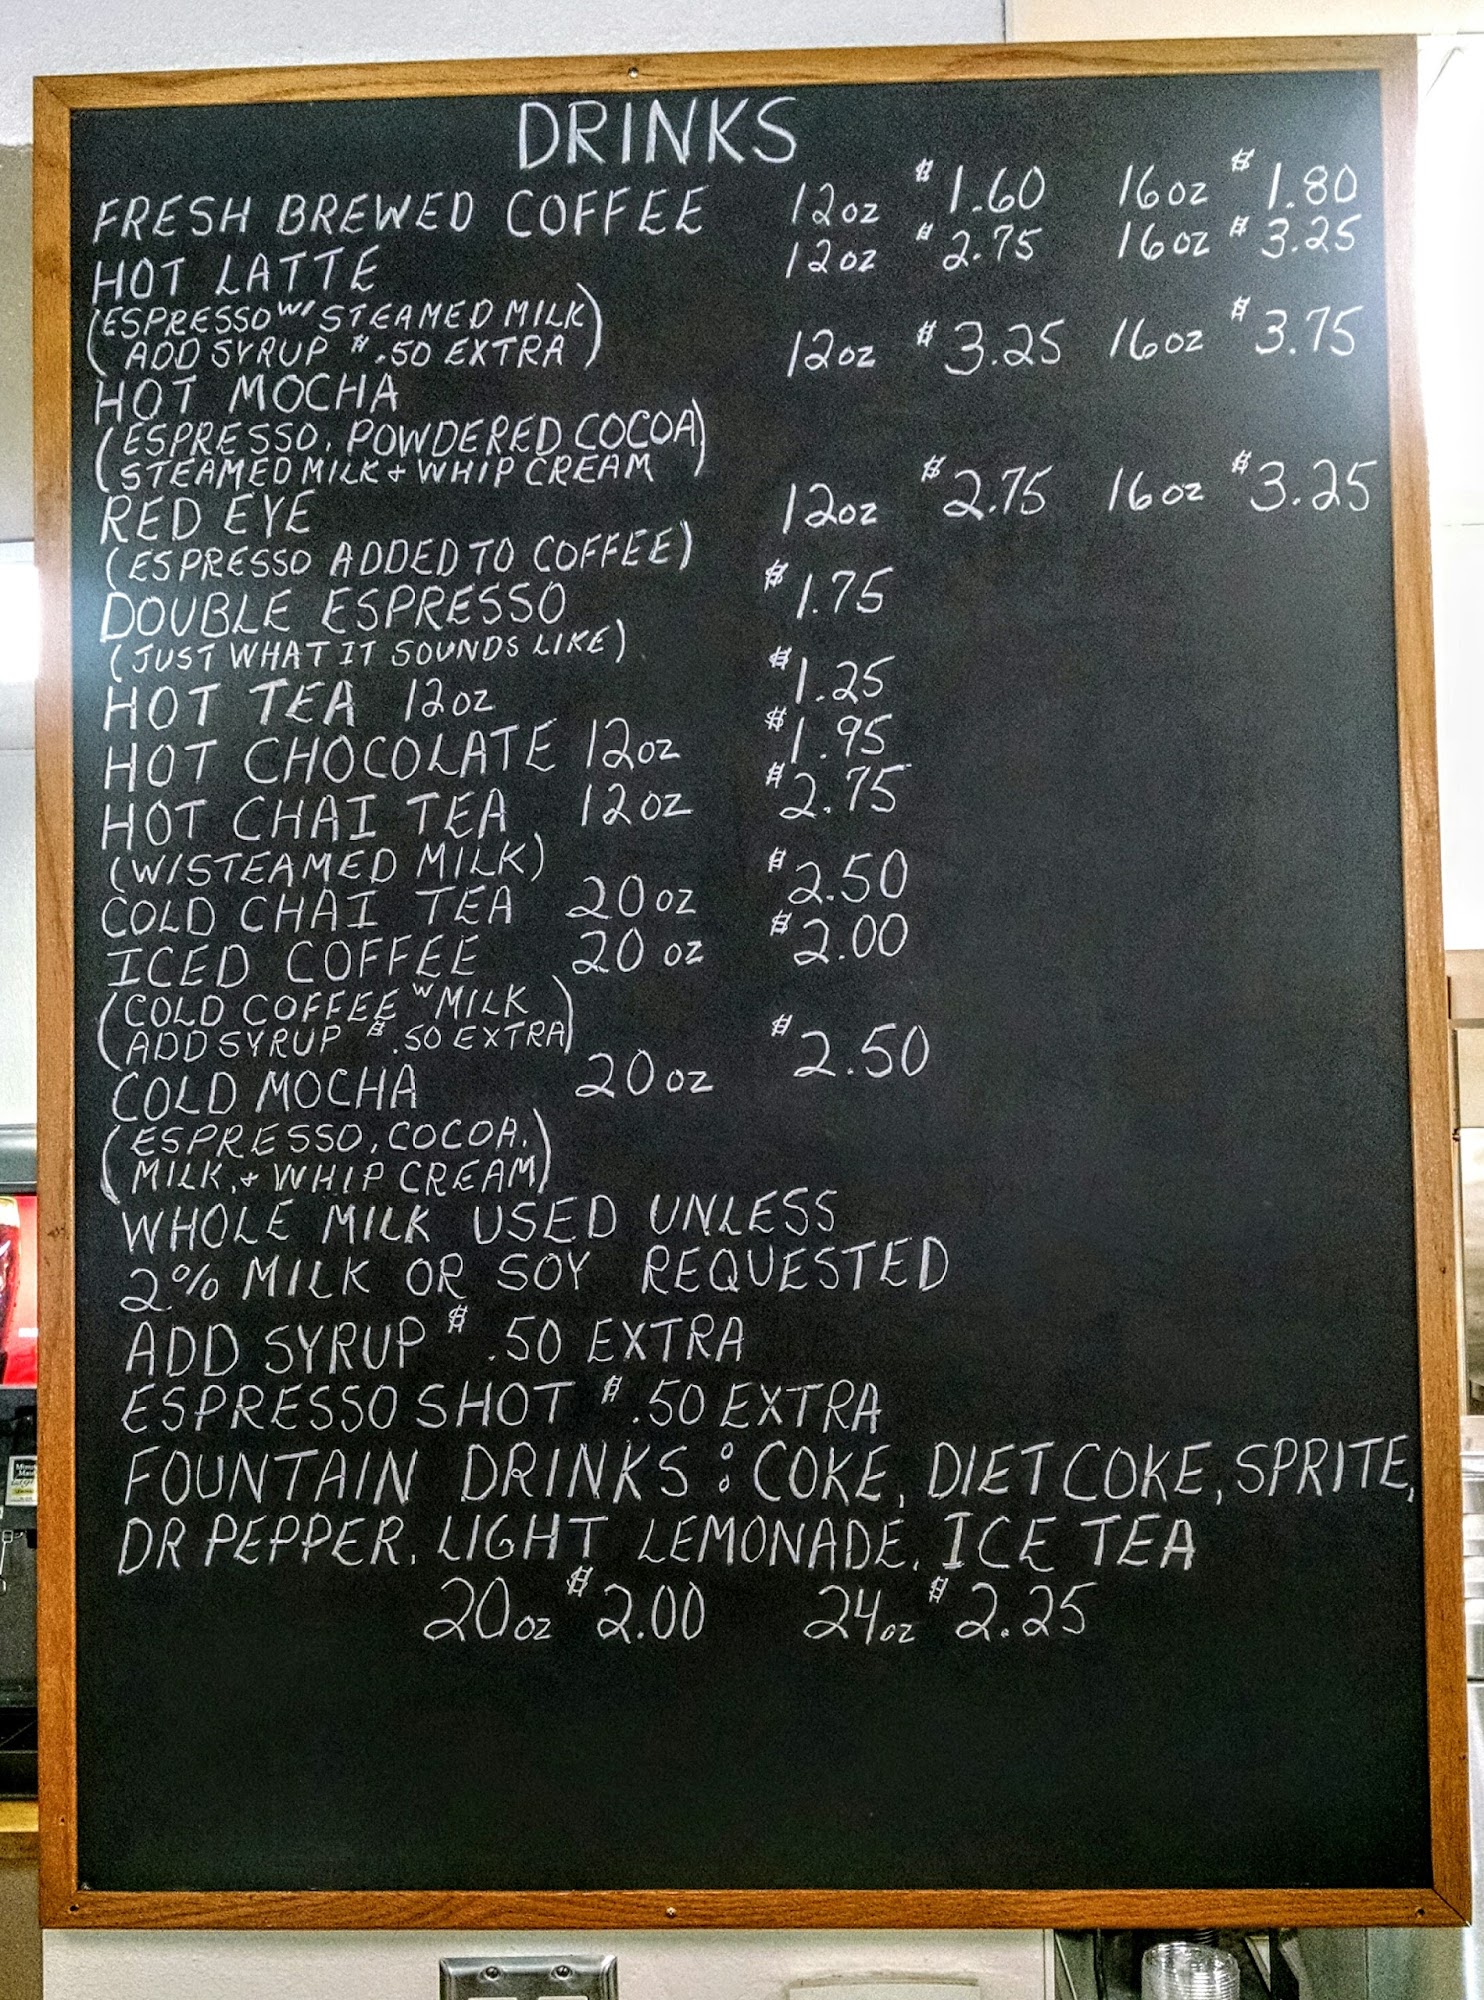 DRINKS
FRESH BREWED COFFEE 12oz $1.60 16oz $1.80
HOT LATTE 12oz $2.75 16oz $3.25
(ESPRESSO W/ STEAMED MILK
ADD SYRUP $.50 EXTRA)
HOT MOCHA 12oz $3.25 16oz $3.75
(ESPRESSO, POWDERED COCOA,
STEAMED MILK + WHIP CREAM)
RED EYE 12oz $2.75 16oz $3.25
(ESPRESSO ADDED TO COFFEE)
DOUBLE ESPRESSO $1.75
(JUST WHAT IT SOUNDS LIKE)
HOT TEA 12oz $1.25
HOT CHOCOLATE 12oz $1.95
HOT CHAI TEA 12oz $2.75
(W/STEAMED MILK)
COLD CHAI TEA 20oz $2.50
ICED COFFEE 20oz $2.00
(COLD COFFEE W MILK
ADD SYRUP $.50 EXTRA)
COLD MOCHA 20oz $2.50
(ESPRESSO, COCOA,
MILK, + WHIP CREAM)
WHOLE MILK USED UNLESS
2% MILK OR SOY REQUESTED
ADD SYRUP $.50 EXTRA
ESPRESSO SHOT $.50 EXTRA
FOUNTAIN DRINKS: COKE, DIET COKE, SPRITE,
DR PEPPER, LIGHT LEMONADE, ICE TEA
20oz $2.00 24oz $2.25